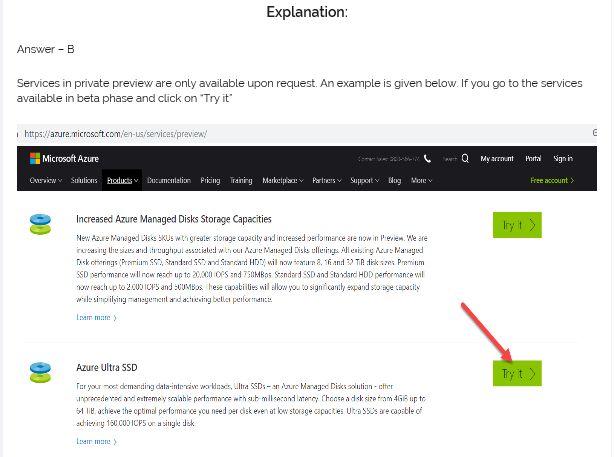 Explanation:
Answer – B
Services in private preview are only available upon request. An example is given below. If you go to the services
available in beta phase and click on “Try it”
https://azure.microsoft.com/en-us/services/preview/
Microsoft Azure
Contact Sales:
Search
My account
Portal
Sign in
Overview
Solutions
Products
Documentation
Pricing
Training
Marketplace
Partners
Support
Blog
More
Free account >
Increased Azure Managed Disks Storage Capacities
Try it >
New Azure Managed Disks SKUs with greater storage capacity and increased performance are now in Preview. We are
increasing the sizes and throughput associated with our Azure Managed Disks offerings. All existing Azure Managed
Disk offerings (Premium SSD, Standard SSD and Standard HDD) will now feature 8, 16 and 32 TiB disk sizes. Premium
SSD performance will now reach up to 20,000 IOPS and 750MBps. Standard SSD and Standard HDD performance will
now reach up to 2,000 IOPS and 500MBps. These capabilities will allow you to significantly expand storage capacity
while simplifying management and achieving better performance.
Learn more >
Azure Ultra SSD
Try it >
For your most demanding data-intensive workloads, Ultra SSDs – an Azure Managed Disks solution - offer
unprecedented and extremely scalable performance with sub-millisecond latency. Choose a disk size from 4GiB up to
64 TiB, achieve the optimal performance you need per disk even at low storage capacities. Ultra SSDs are capable of
achieving 160,000 IOPS on a single disk.
Learn more >